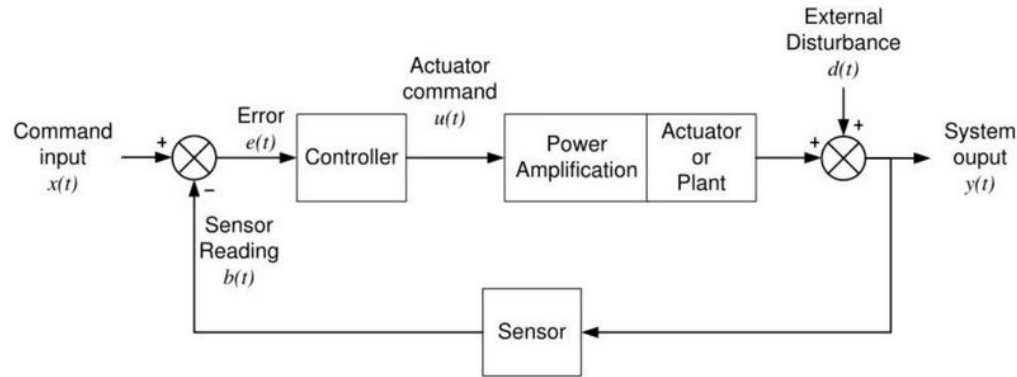 External
Disturbance
d(t)
Actuator
command
u(t)
Error
e(t)
Command
input
x(t)
+
−
Controller
Power
Amplification
Actuator
or
Plant
+
+
System
ouput
y(t)
Sensor
Reading
b(t)
Sensor